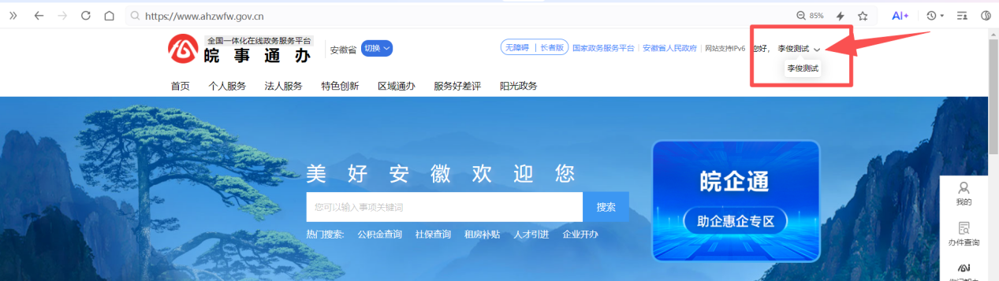 https://www.ahzwfw.gov.cn
85%
AI+
全国一体化在线政务服务平台
皖事通办
安徽省 切换
无障碍 | 长者版 国家政务服务平台 | 安徽省人民政府 | 网站支持IPv6 您好，李俊测试
李俊测试
首页 个人服务 法人服务 特色创新 区域通办 服务好差评 阳光政务
美好安徽欢迎您
您可以输入事项关键词 搜索
热门搜索: 公积金查询 社保查询 租房补贴 人才引进 企业开办
皖企通
助企惠企专区
我的
办件查询